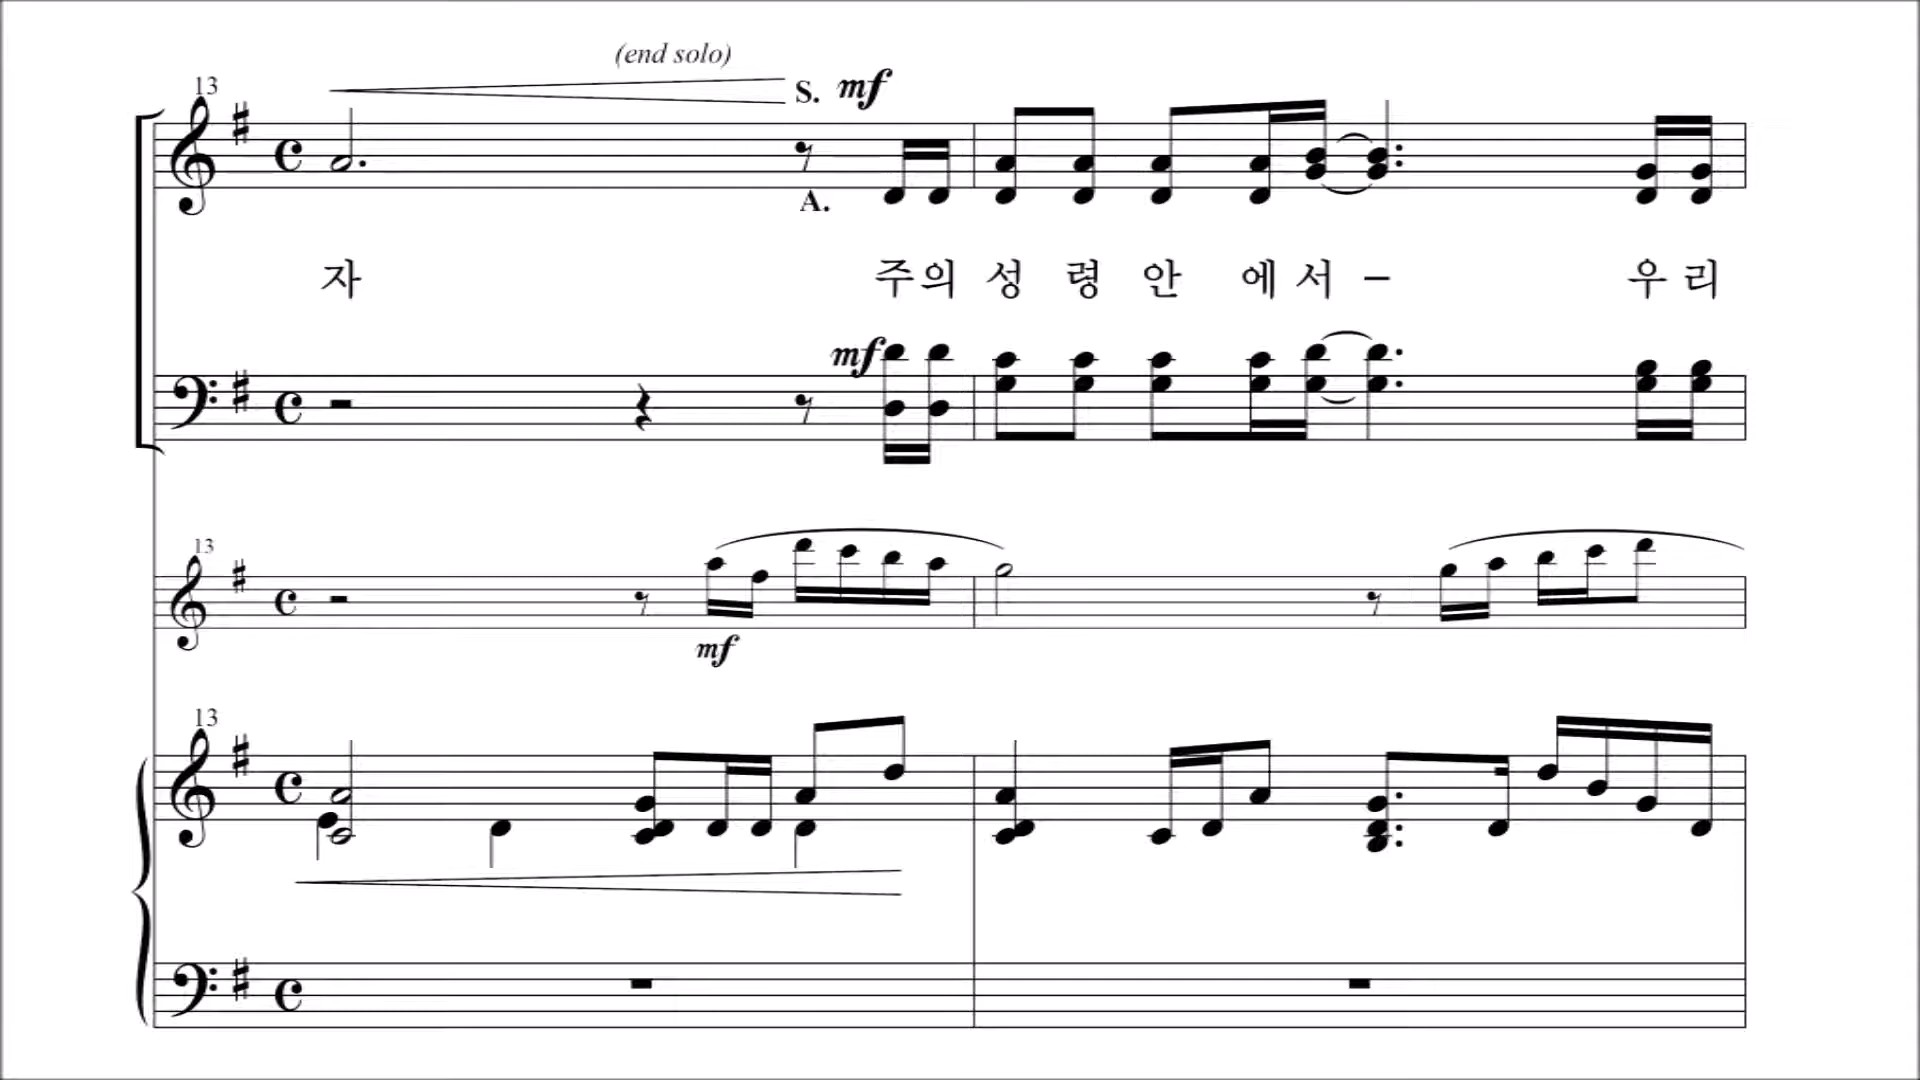 (end solo)
13
S. mf
A.
자 주의 성 령 안 에 서 – 우 리
mf
13
mf
13